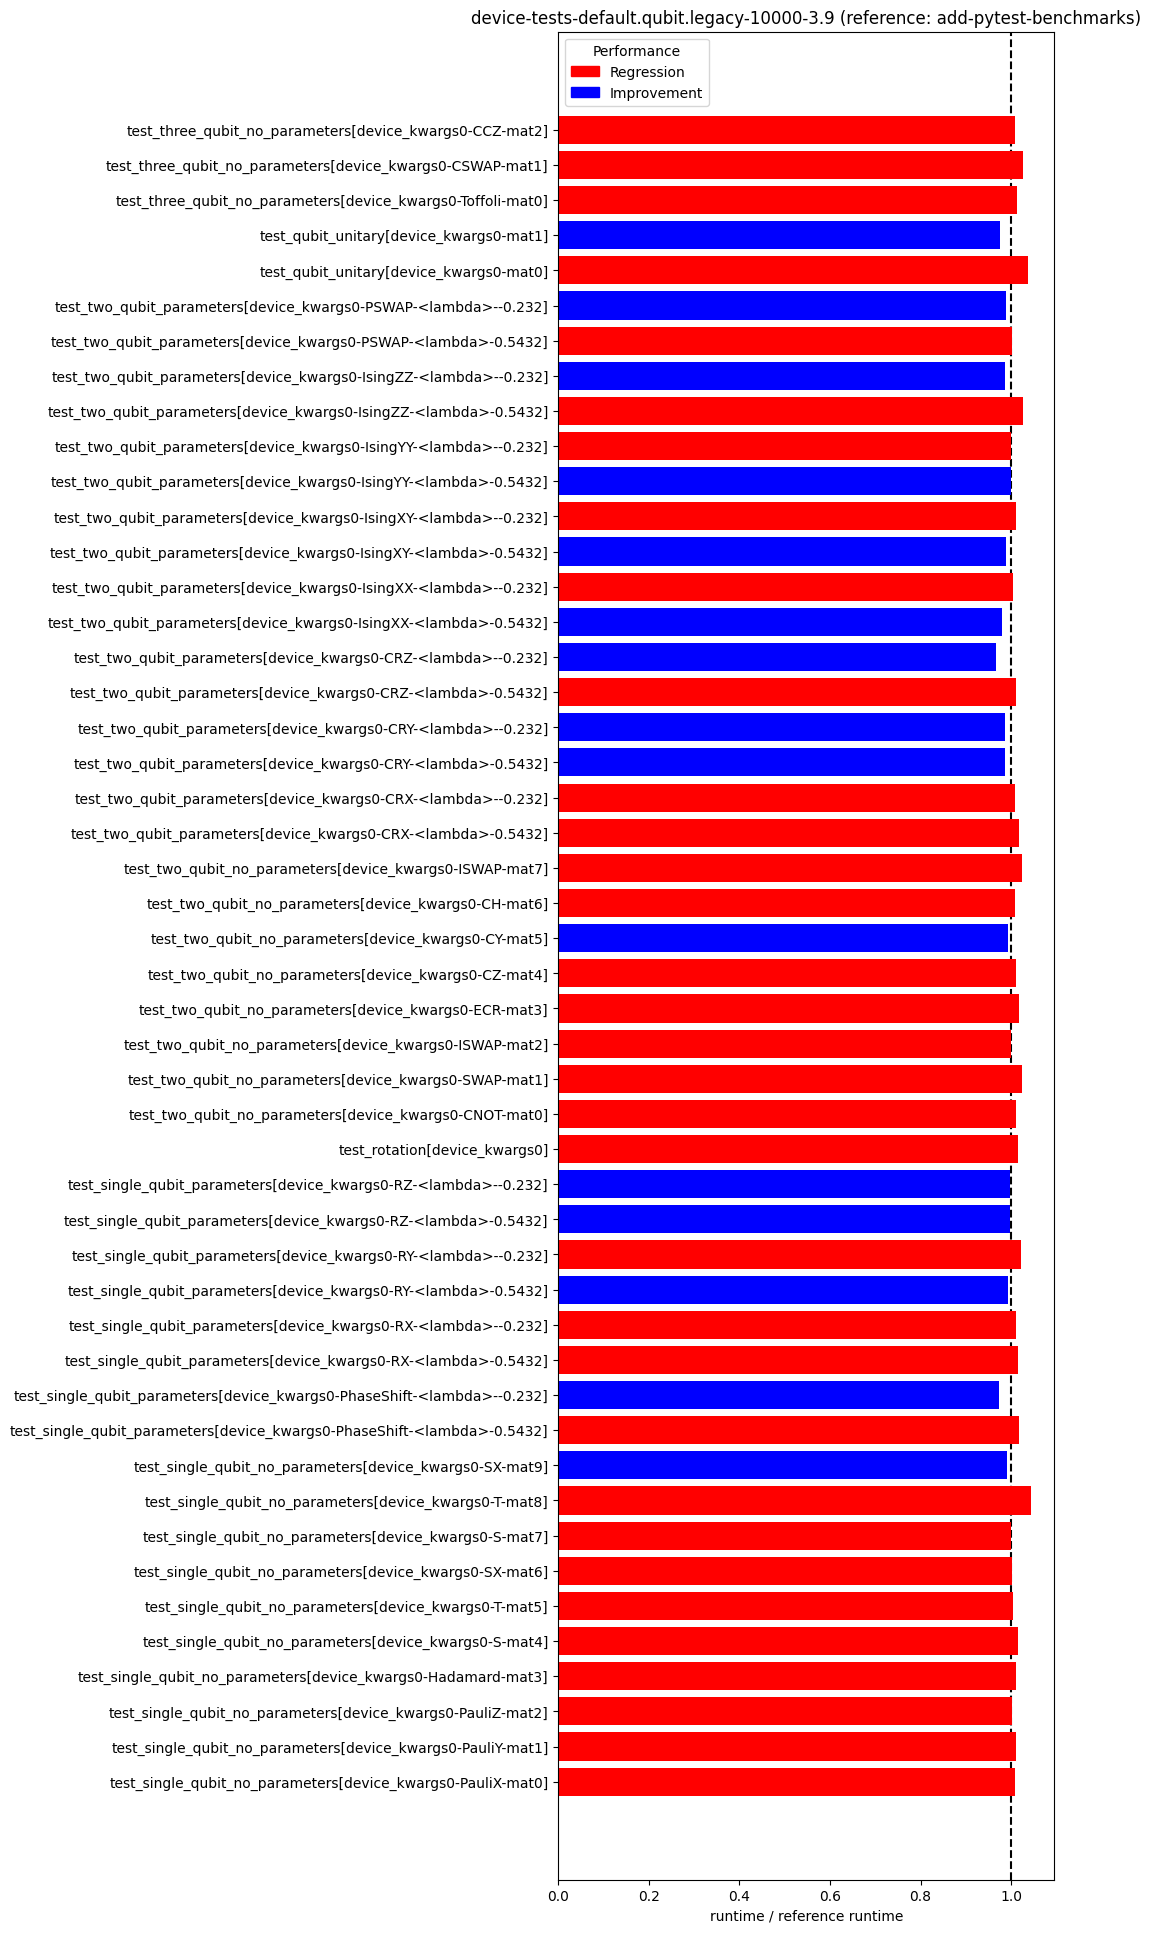 device-tests-default.qubit.legacy-10000-3.9 (reference: add-pytest-benchmarks)
Performance
Regression
Improvement
test_three_qubit_no_parameters[device_kwargs0-CCZ-mat2]
test_three_qubit_no_parameters[device_kwargs0-CSWAP-mat1]
test_three_qubit_no_parameters[device_kwargs0-Toffoli-mat0]
test_qubit_unitary[device_kwargs0-mat1]
test_qubit_unitary[device_kwargs0-mat0]
test_two_qubit_parameters[device_kwargs0-PSWAP-<lambda>--0.232]
test_two_qubit_parameters[device_kwargs0-PSWAP-<lambda>-0.5432]
test_two_qubit_parameters[device_kwargs0-IsingZZ-<lambda>--0.232]
test_two_qubit_parameters[device_kwargs0-IsingZZ-<lambda>-0.5432]
test_two_qubit_parameters[device_kwargs0-IsingYY-<lambda>--0.232]
test_two_qubit_parameters[device_kwargs0-IsingYY-<lambda>-0.5432]
test_two_qubit_parameters[device_kwargs0-IsingXY-<lambda>--0.232]
test_two_qubit_parameters[device_kwargs0-IsingXY-<lambda>-0.5432]
test_two_qubit_parameters[device_kwargs0-IsingXX-<lambda>--0.232]
test_two_qubit_parameters[device_kwargs0-IsingXX-<lambda>-0.5432]
test_two_qubit_parameters[device_kwargs0-CRZ-<lambda>--0.232]
test_two_qubit_parameters[device_kwargs0-CRZ-<lambda>-0.5432]
test_two_qubit_parameters[device_kwargs0-CRY-<lambda>--0.232]
test_two_qubit_parameters[device_kwargs0-CRY-<lambda>-0.5432]
test_two_qubit_parameters[device_kwargs0-CRX-<lambda>--0.232]
test_two_qubit_parameters[device_kwargs0-CRX-<lambda>-0.5432]
test_two_qubit_no_parameters[device_kwargs0-ISWAP-mat7]
test_two_qubit_no_parameters[device_kwargs0-CH-mat6]
test_two_qubit_no_parameters[device_kwargs0-CY-mat5]
test_two_qubit_no_parameters[device_kwargs0-CZ-mat4]
test_two_qubit_no_parameters[device_kwargs0-ECR-mat3]
test_two_qubit_no_parameters[device_kwargs0-ISWAP-mat2]
test_two_qubit_no_parameters[device_kwargs0-SWAP-mat1]
test_two_qubit_no_parameters[device_kwargs0-CNOT-mat0]
test_rotation[device_kwargs0]
test_single_qubit_parameters[device_kwargs0-RZ-<lambda>--0.232]
test_single_qubit_parameters[device_kwargs0-RZ-<lambda>-0.5432]
test_single_qubit_parameters[device_kwargs0-RY-<lambda>--0.232]
test_single_qubit_parameters[device_kwargs0-RY-<lambda>-0.5432]
test_single_qubit_parameters[device_kwargs0-RX-<lambda>--0.232]
test_single_qubit_parameters[device_kwargs0-RX-<lambda>-0.5432]
test_single_qubit_parameters[device_kwargs0-PhaseShift-<lambda>--0.232]
test_single_qubit_parameters[device_kwargs0-PhaseShift-<lambda>-0.5432]
test_single_qubit_no_parameters[device_kwargs0-SX-mat9]
test_single_qubit_no_parameters[device_kwargs0-T-mat8]
test_single_qubit_no_parameters[device_kwargs0-S-mat7]
test_single_qubit_no_parameters[device_kwargs0-SX-mat6]
test_single_qubit_no_parameters[device_kwargs0-T-mat5]
test_single_qubit_no_parameters[device_kwargs0-S-mat4]
test_single_qubit_no_parameters[device_kwargs0-Hadamard-mat3]
test_single_qubit_no_parameters[device_kwargs0-PauliZ-mat2]
test_single_qubit_no_parameters[device_kwargs0-PauliY-mat1]
test_single_qubit_no_parameters[device_kwargs0-PauliX-mat0]
0.0 0.2 0.4 0.6 0.8 1.0
runtime / reference runtime